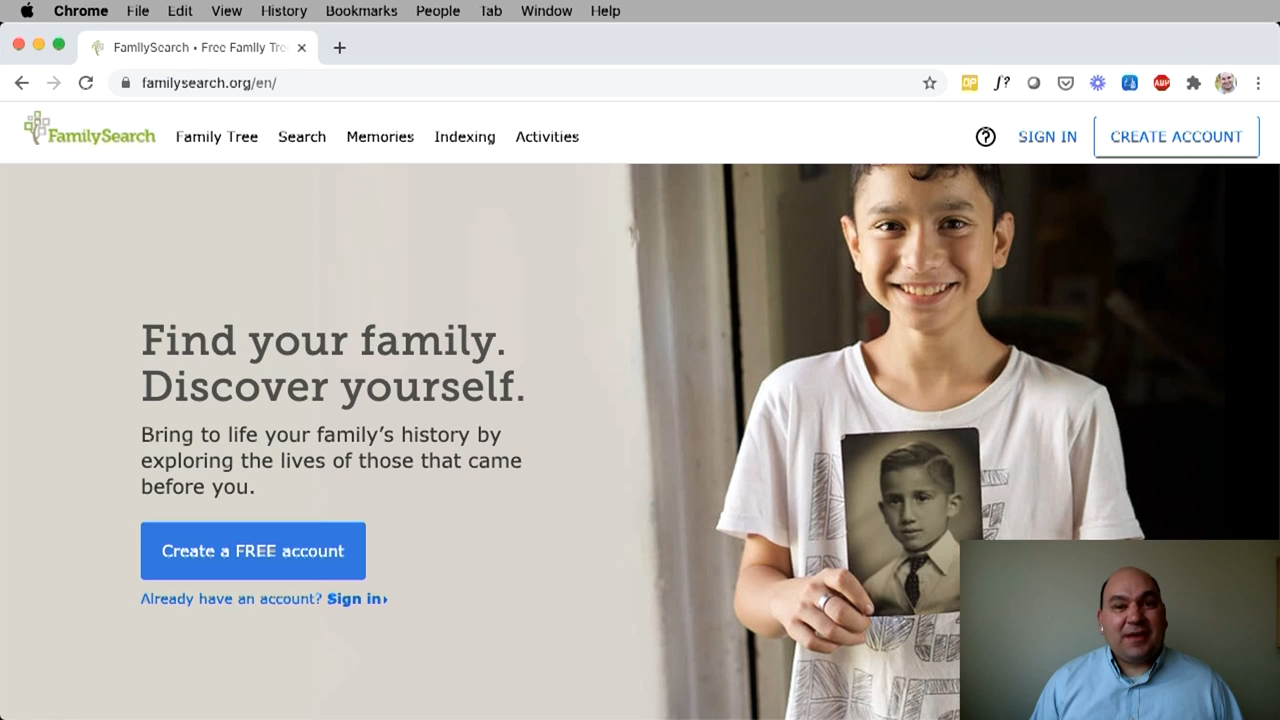 Chrome File Edit View History Bookmarks People Tab Window Help
FamilySearch • Free Family Tre
familysearch.org/en/
FamilySearch Family Tree Search Memories Indexing Activities SIGN IN CREATE ACCOUNT
Find your family.
Discover yourself.
Bring to life your family’s history by
exploring the lives of those that came
before you.
Create a FREE account
Already have an account? Sign in